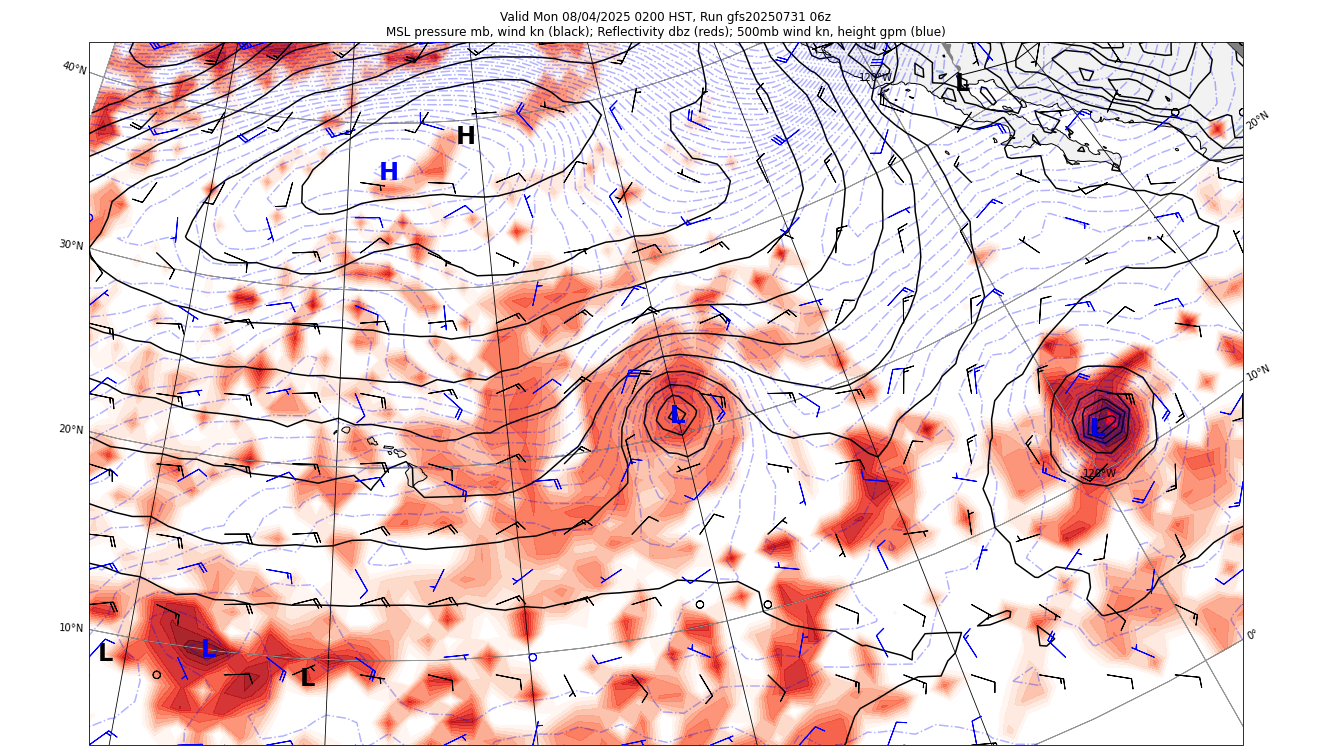 Valid Mon 08/04/2025 0200 HST, Run gfs20250731 06z
MSL pressure mb, wind kn (black); Reflectivity dbz (reds); 500mb wind kn, height gpm (blue)
40°N
120°W
L
20°N
H
H
30°N
10°N
L
20°N
L
120°W
10°N
0°
L
L
L